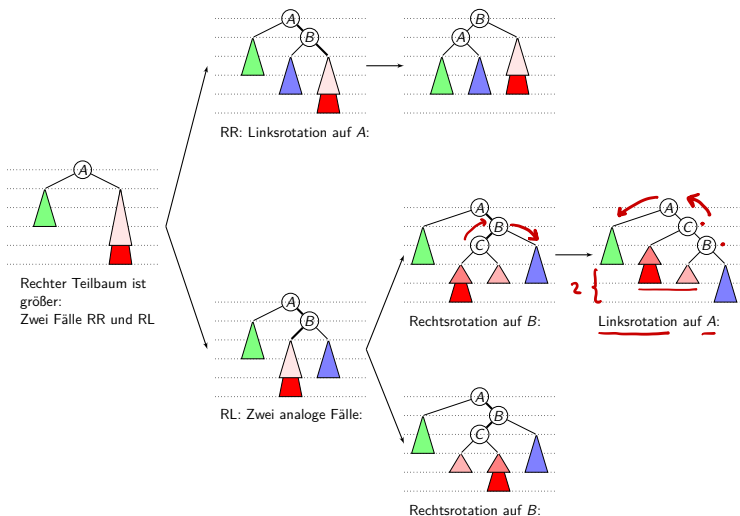 A
B
B
A
RR: Linksrotation auf A:
A
Rechter Teilbaum ist
größer:
Zwei Fälle RR und RL
A
B
C
Rechtsrotation auf B:
A
C
B
2
Linksrotation auf A:
A
B
RL: Zwei analoge Fälle:
A
B
C
Rechtsrotation auf B: